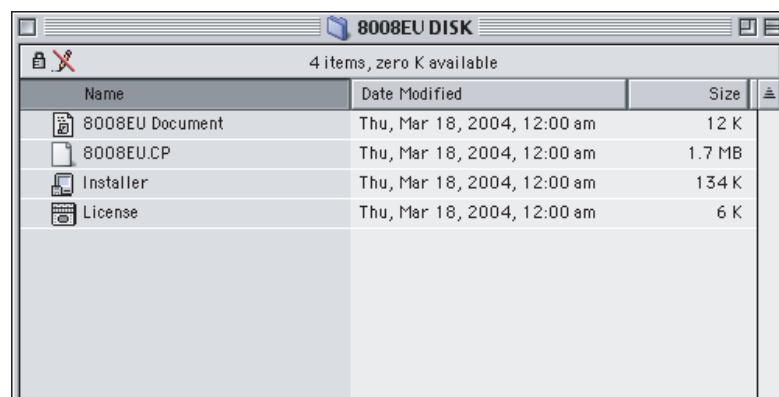 8008EU DISK
4 items, zero K available
Name Date Modified Size
8008EU Document Thu, Mar 18, 2004, 12:00 am 12 K
8008EU.CP Thu, Mar 18, 2004, 12:00 am 1.7 MB
Installer Thu, Mar 18, 2004, 12:00 am 134 K
License Thu, Mar 18, 2004, 12:00 am 6 K